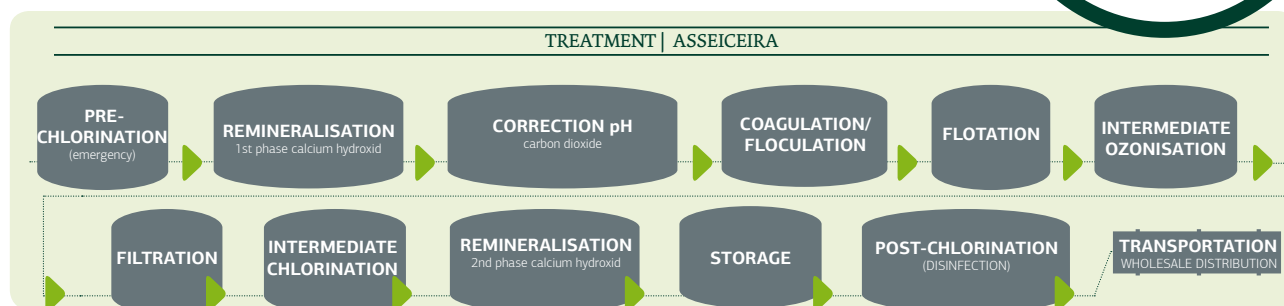 TREATMENT | ASSEICEIRA
PRE-
CHLORINATION
(emergency)
REMINERALISATION
1st phase calcium hydroxid
CORRECTION pH
carbon dioxide
COAGULATION/
FLOCULATION
FLOTATION
INTERMEDIATE
OZONISATION
FILTRATION
INTERMEDIATE
CHLORINATION
REMINERALISATION
2nd phase calcium hydroxid
STORAGE
POST-CHLORINATION
(DISINFECTION)
TRANSPORTATION
WHOLESALE DISTRIBUTION